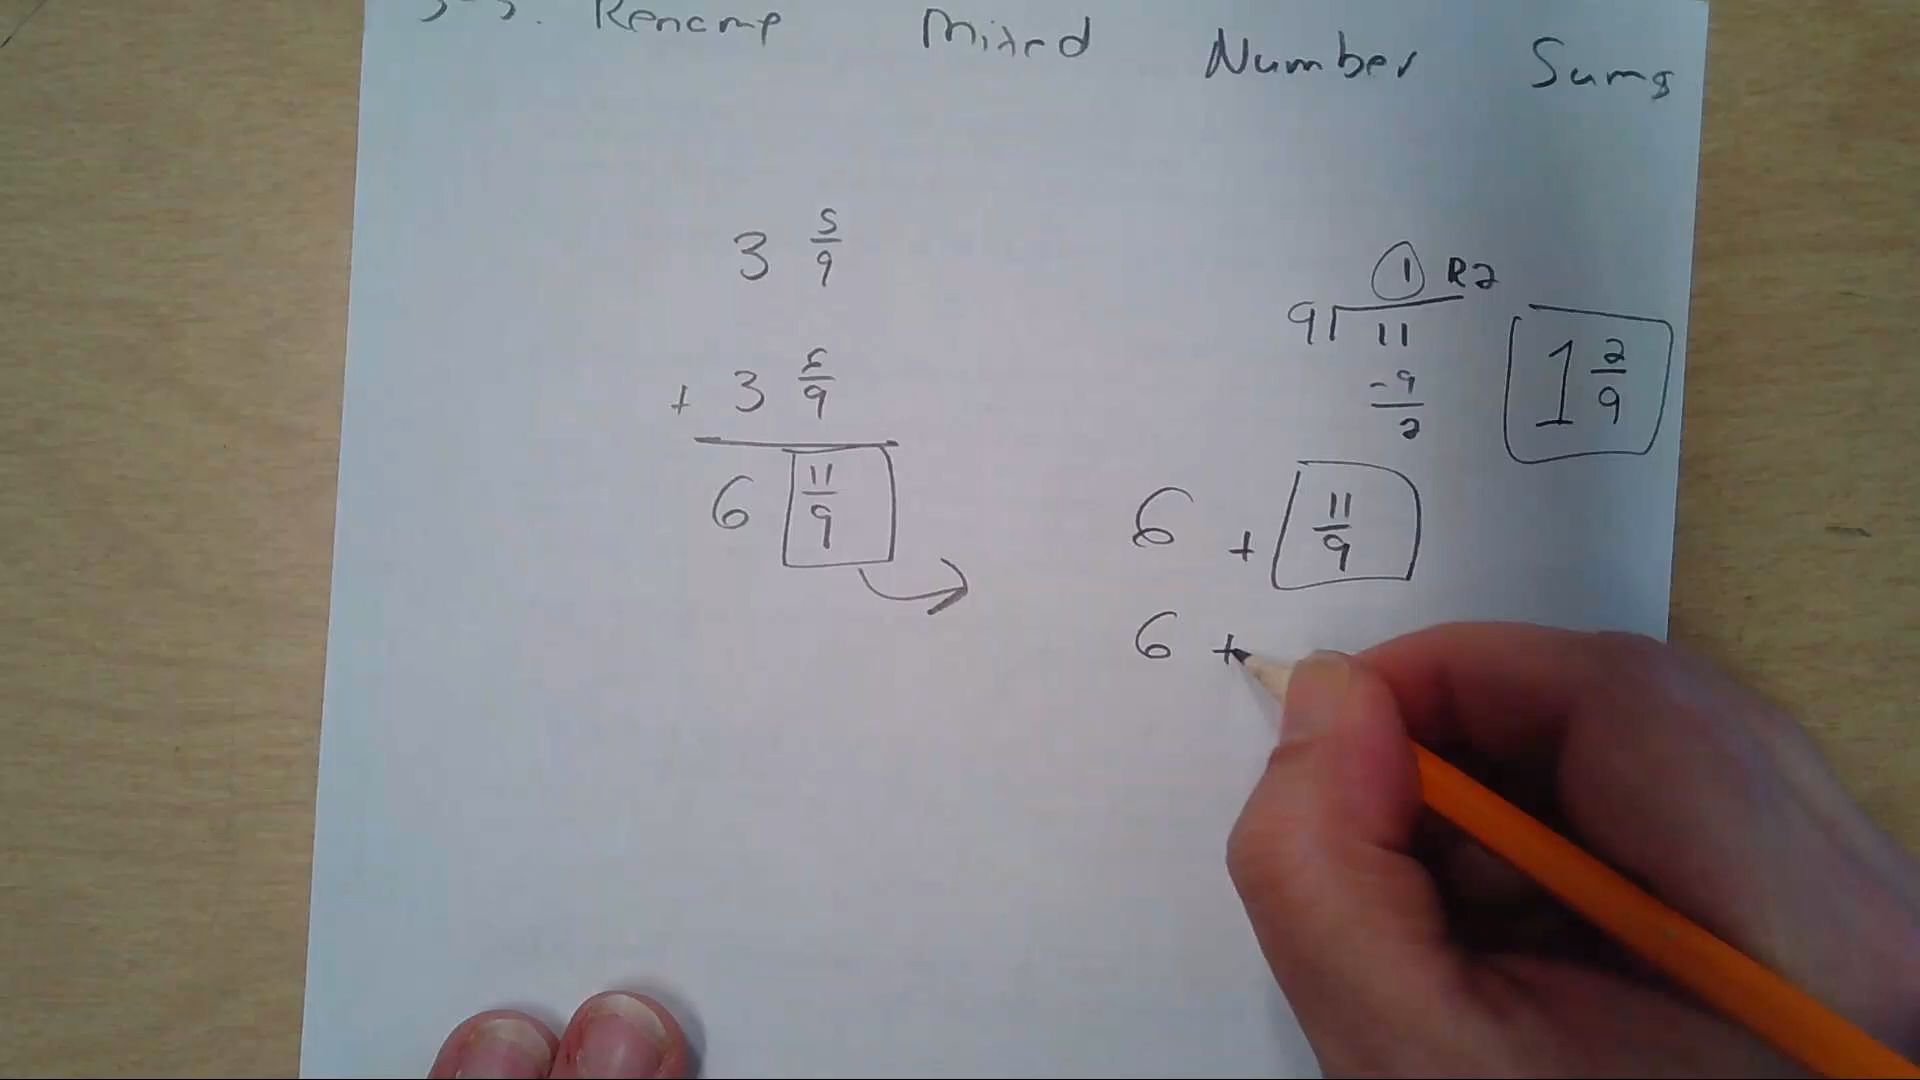 Rename Mixed Number Sums
3 5/9
+ 3 6/9
6 11/9
1 R2
9 11
-9
2
1 2/9
6 + 11/9
6 +